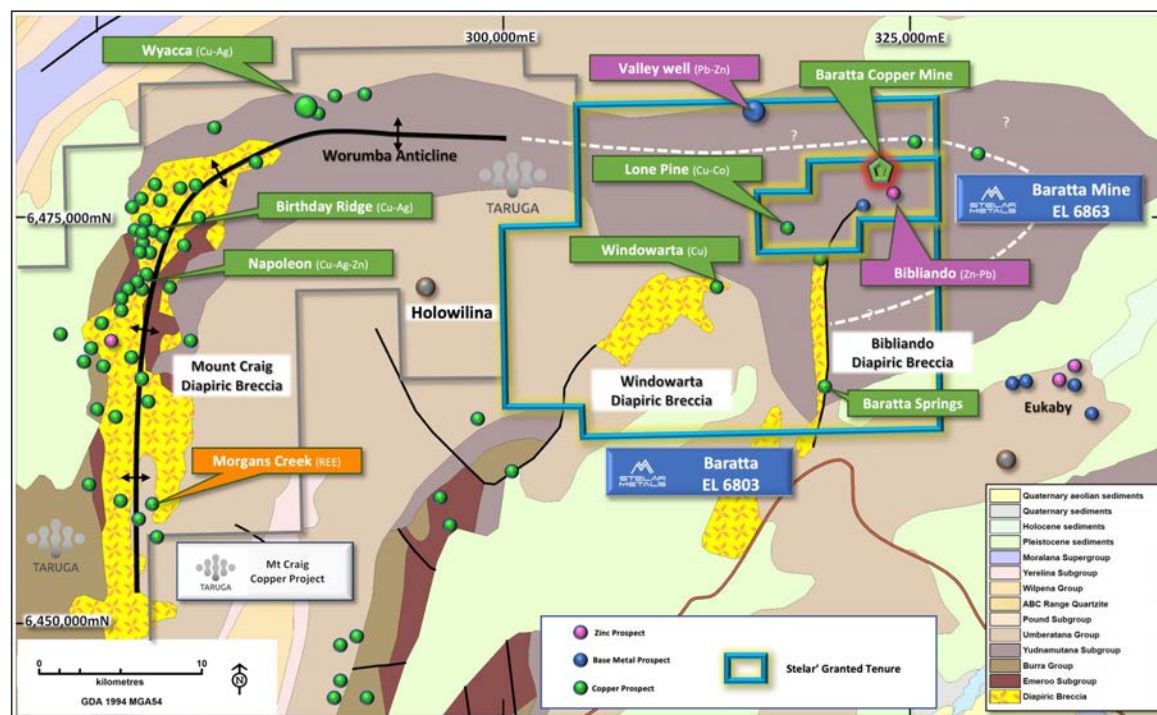 300,000mE
325,000mE
Wyacca (Cu-Ag)
Valley well (Pb-Zn)
Baratta Copper Mine
?
?
Worumba Anticline
TARUGA
Lone Pine (Cu-Co)
STELAR
METALS
Baratta Mine
EL 6863
6,475,000mN
Birthday Ridge (Cu-Ag)
Windowarta (Cu)
Napoleon (Cu-Ag-Zn)
Bibliando (Zn-Pb)
Holowilina
?
Mount Craig
Diapiric Breccia
Windowarta
Diapiric Breccia
Bibliando
Diapiric Breccia
Baratta Springs
Eukaby
Morgans Creek (REE)
STELAR
METALS
Baratta
EL 6803
TARUGA
TARUGA
Mt Craig
Copper Project
6,450,000mN
0 10
kilometres
N
GDA 1994 MGA54
Zinc Prospect
Base Metal Prospect
Copper Prospect
Stelar' Granted Tenure
Quaternary aeolian sediments
Quaternary sediments
Holocene sediments
Pleistocene sediments
Moralana Supergroup
Yerelina Subgroup
Wilpena Group
ABC Range Quartzite
Pound Subgroup
Umberatana Group
Yudnamutana Subgroup
Burra Group
Emeroo Subgroup
Diapiric Breccia